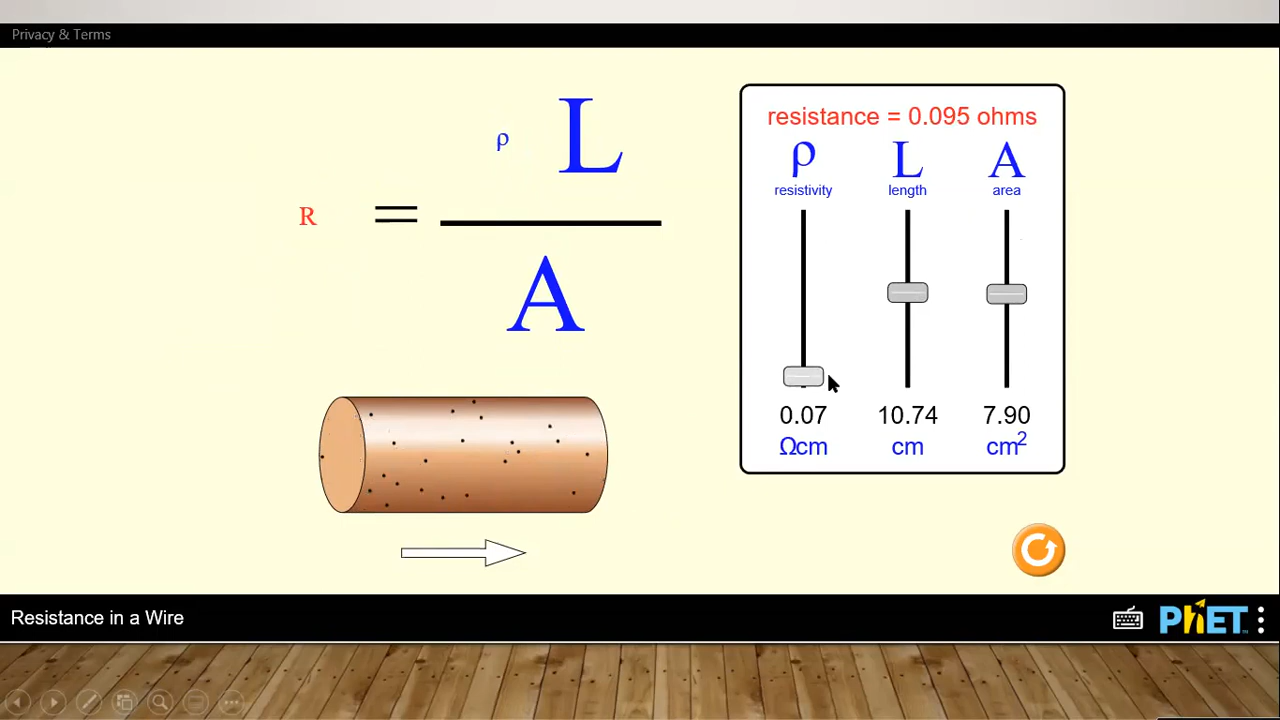 Privacy & Terms
R = ρ L
A
resistance = 0.095 ohms
ρ L A
resistivity length area
0.07 10.74 7.90
Ωcm cm cm²
Resistance in a Wire
PhET